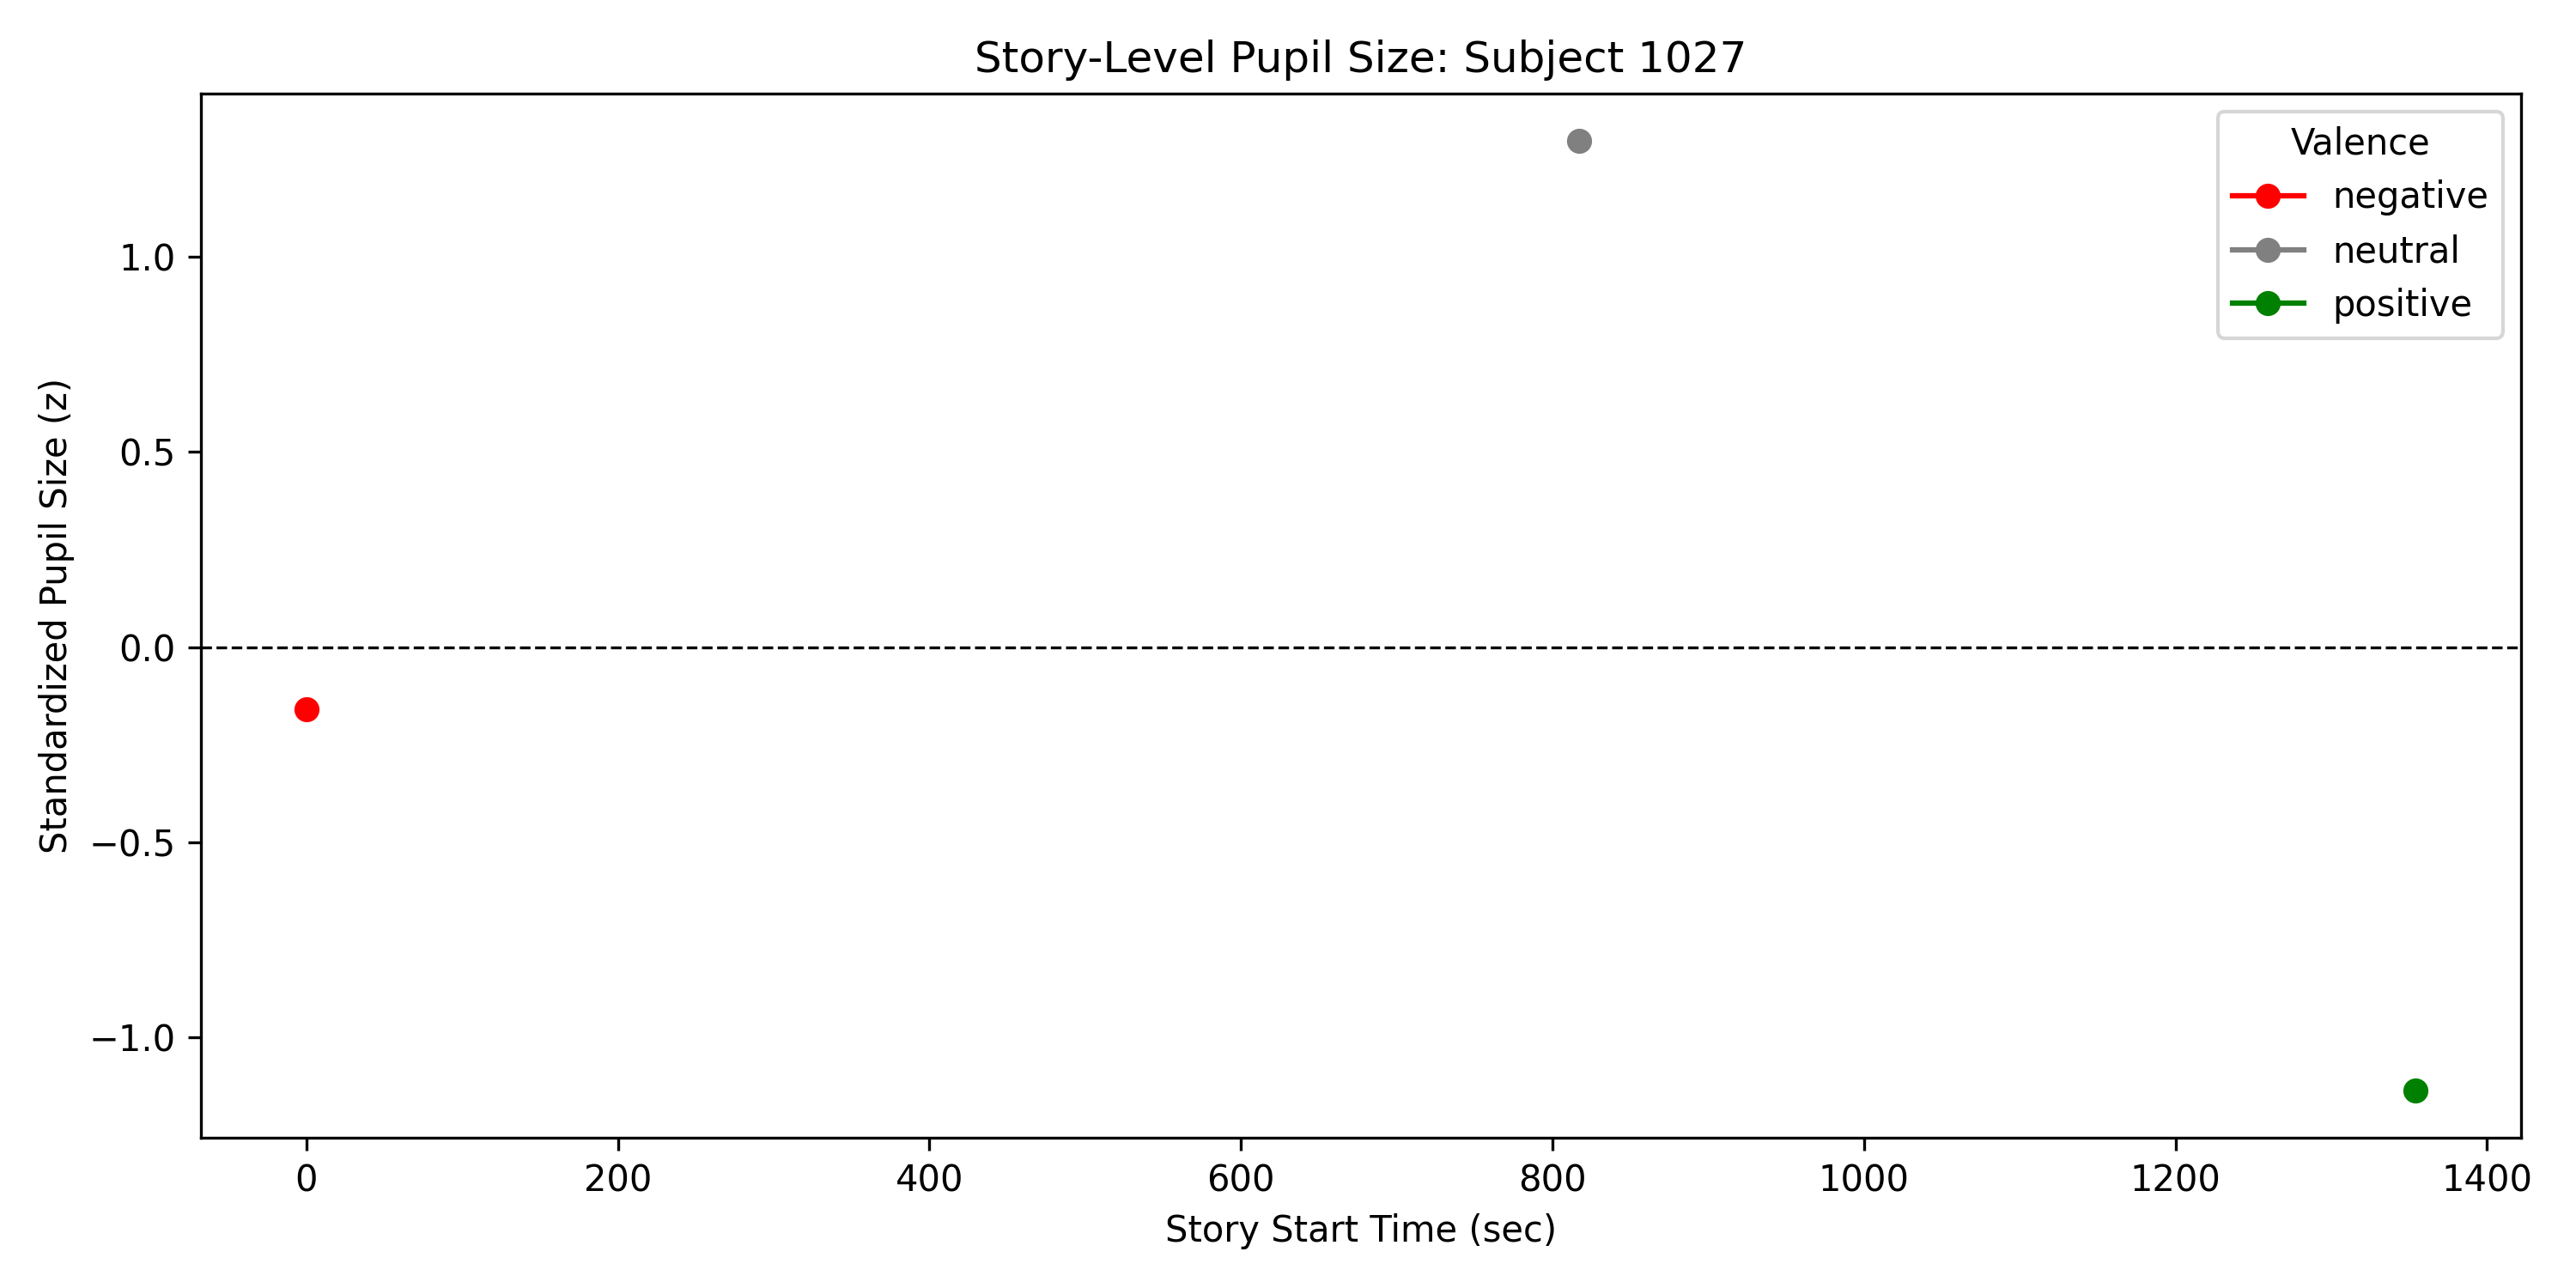 Story-Level Pupil Size: Subject 1027
Valence
negative
neutral
positive
Standardized Pupil Size (z)
1.0
0.5
0.0
−0.5
−1.0
0 200 400 600 800 1000 1200 1400
Story Start Time (sec)